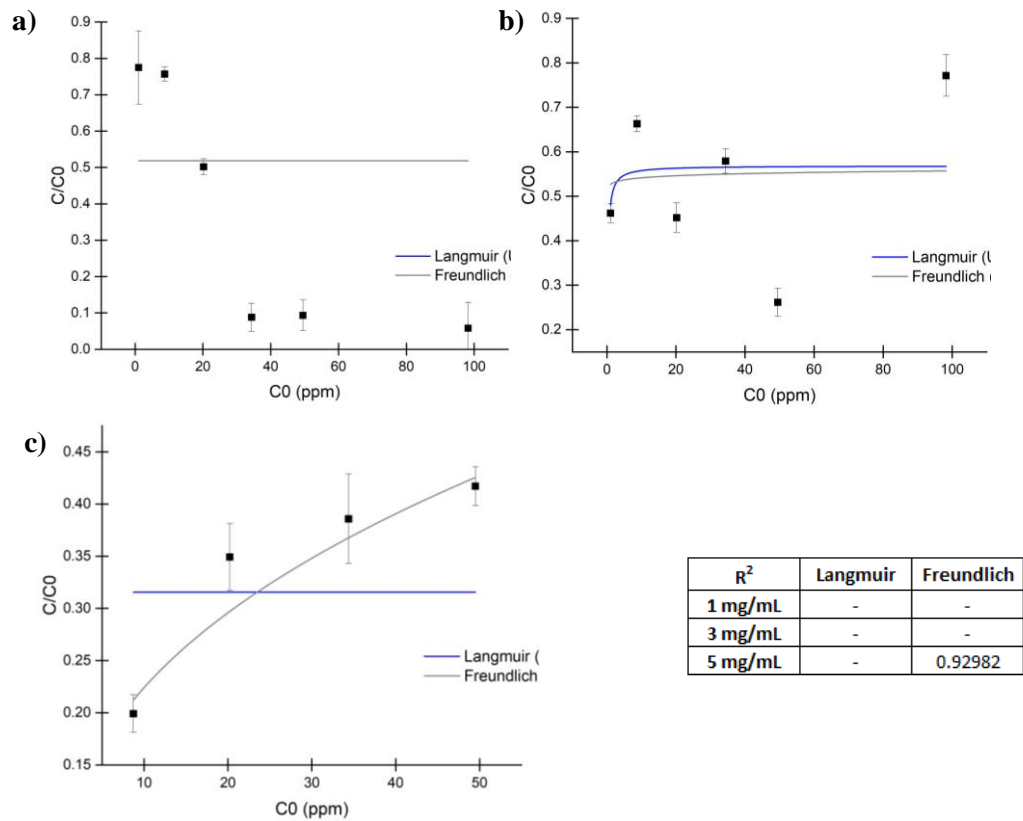 a)
0.9
0.8
0.7
0.6
0.5
0.4
0.3
0.2
0.1
0.0
C/C0
0 20 40 60 80 100
C0 (ppm)
Langmuir (
Freundlich
b)
0.9
0.8
0.7
0.6
0.5
0.4
0.3
0.2
C/C0
0 20 40 60 80 100
C0 (ppm)
Langmuir (
Freundlich (
c)
0.45
0.40
0.35
0.30
0.25
0.20
0.15
C/C0
10 20 30 40 50
C0 (ppm)
Langmuir (
Freundlich
R² Langmuir Freundlich
1 mg/mL - -
3 mg/mL - -
5 mg/mL - 0.92982